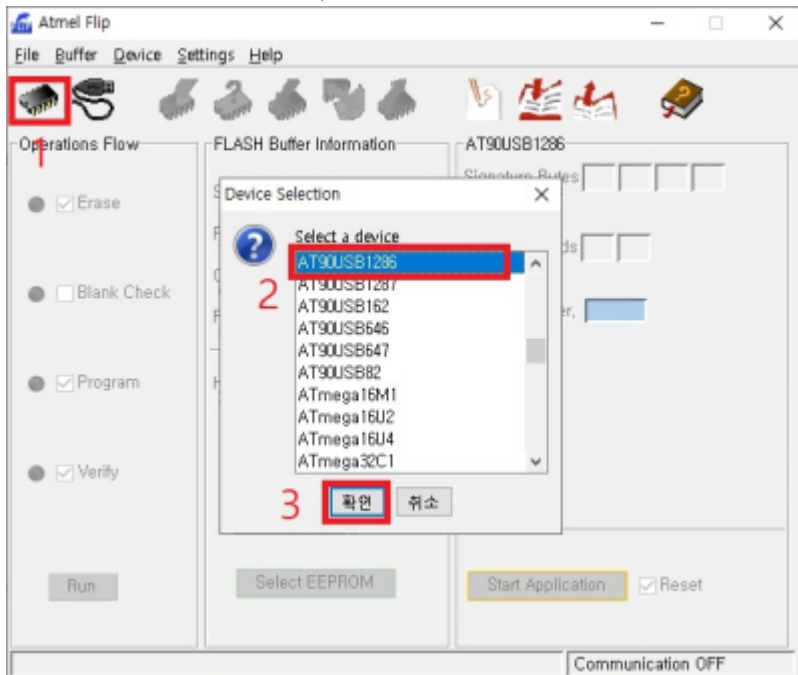 Atmel Flip
File Buffer Device Settings Help
1
Operations Flow
FLASH Buffer Information
AT90USB1286
Signature Bytes
Erase
Device Selection
Select a device
AT90USB1286
2
AT90USB1287
AT90USB162
Blank Check
AT90USB646
AT90USB647
AT90USB82
Program
ATmega16M1
ATmega16U2
ATmega16U4
Verify
ATmega32C1
3
확인 취소
Run
Select EEPROM
Start Application
Reset
Communication OFF